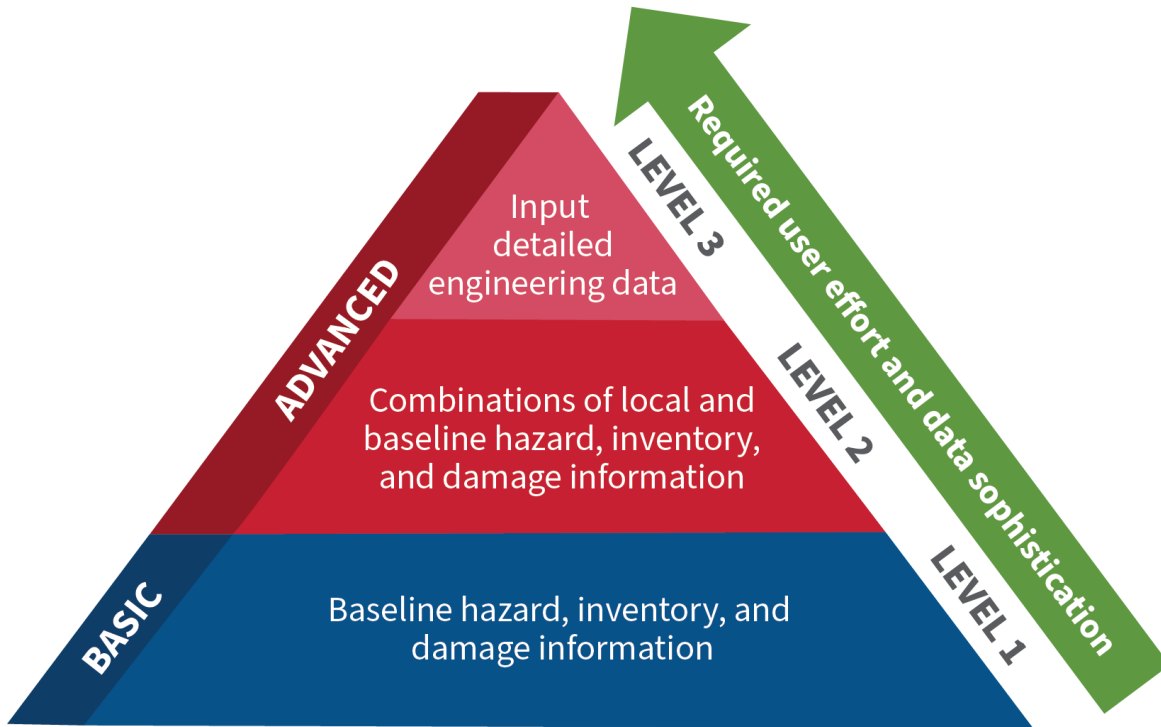 Required user effort and data sophistication
LEVEL 3
Input
detailed
engineering data
ADVANCED
LEVEL 2
Combinations of local and
baseline hazard, inventory,
and damage information
LEVEL 1
BASIC
Baseline hazard, inventory, and
damage information